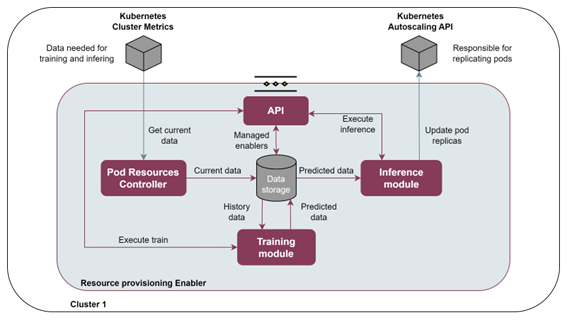 Kubernetes
Cluster Metrics
Kubernetes
Autoscaling API
Data needed for
training and infering
Responsible for
replicating pods
API
Get current
data
Managed
enablers
Execute
inference
Update pod
replicas
Pod Resources
Controller
Current data
Data
storage
Predicted data
Inference
module
History
data
Predicted
data
Execute train
Training
module
Resource provisioning Enabler
Cluster 1